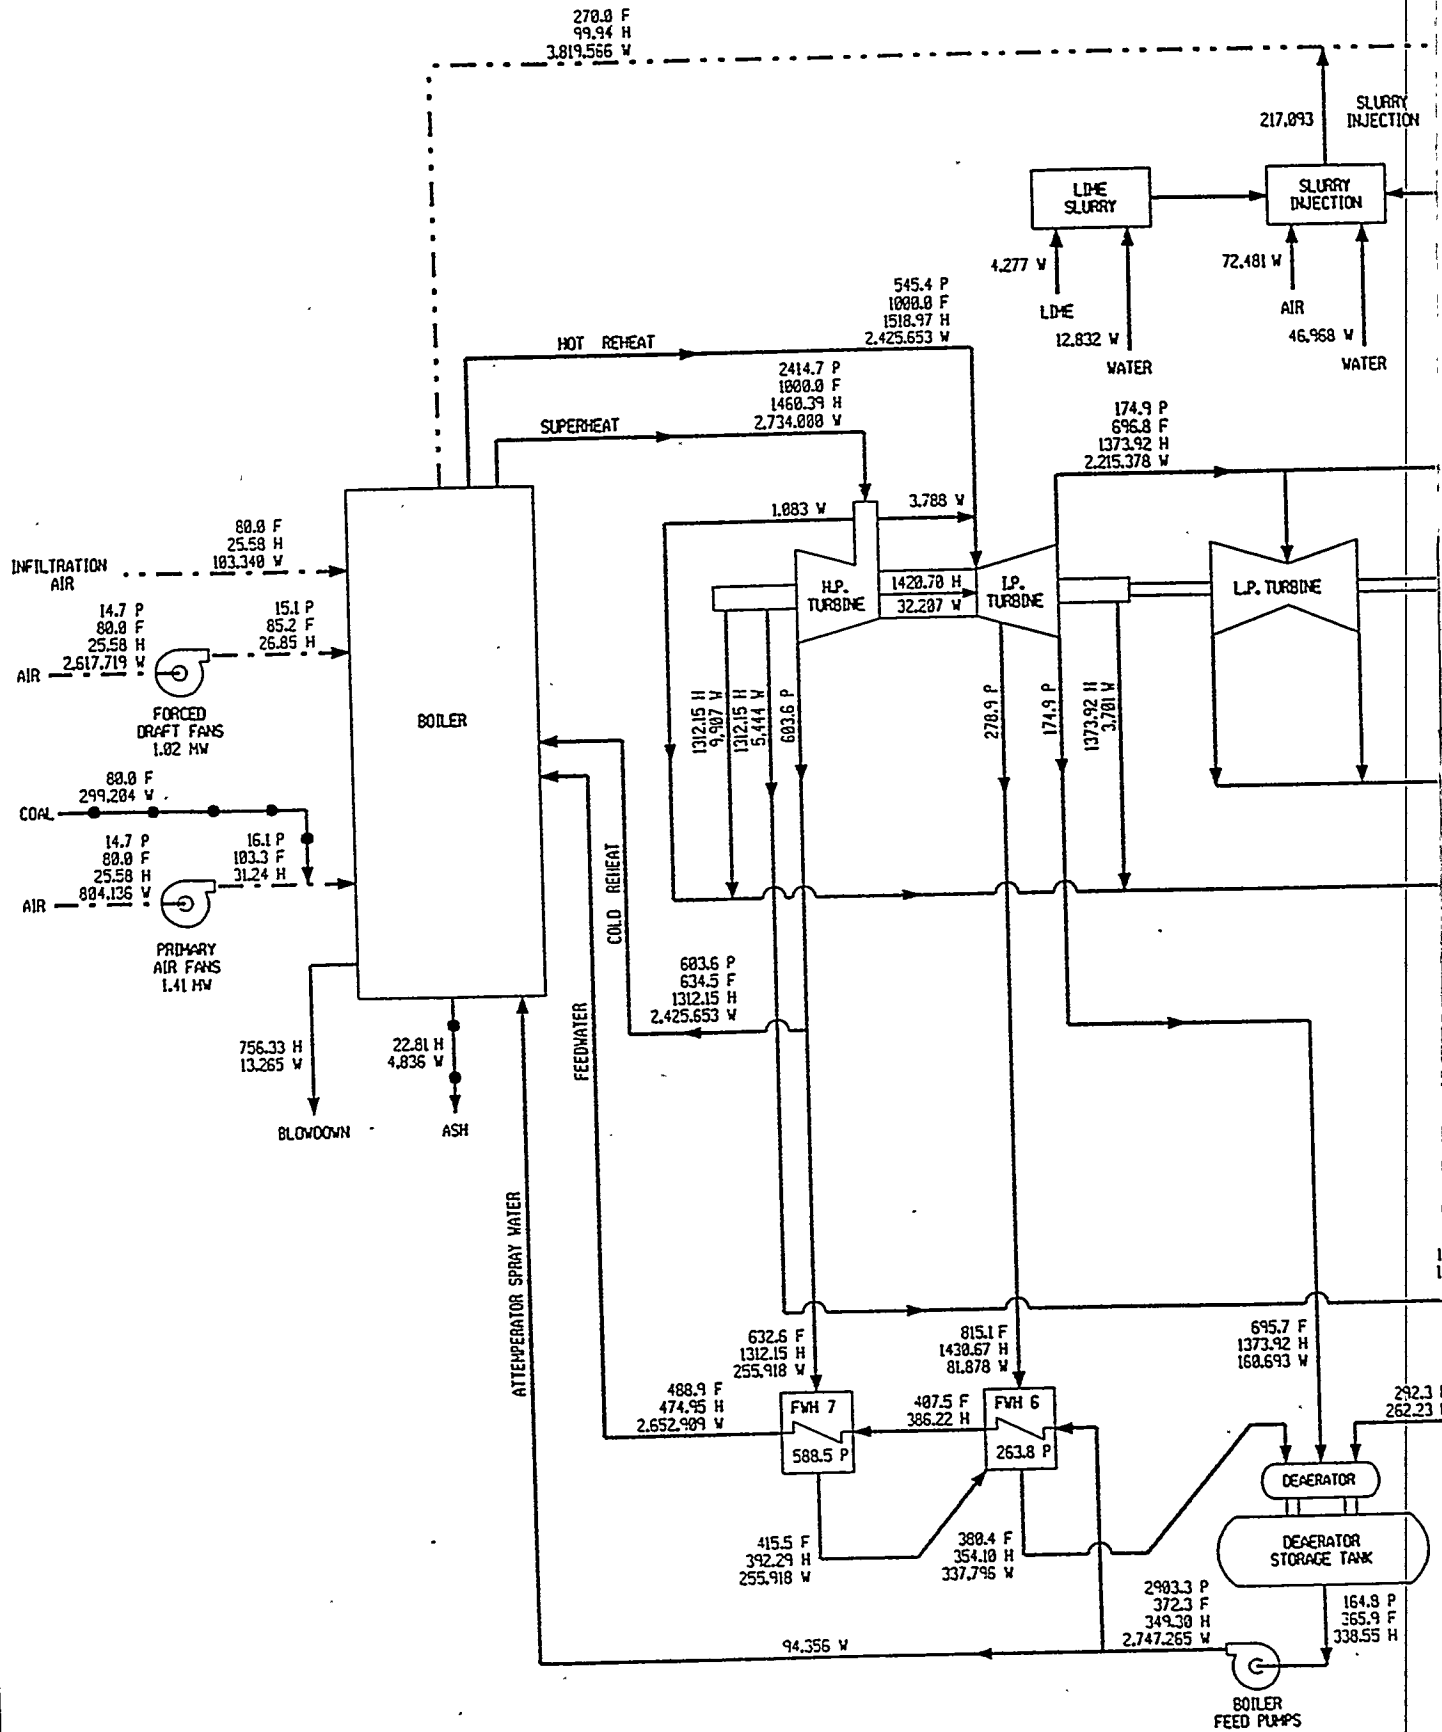 270.0 F
99.94 H
3.819.566 W
217.093
SLURRY
INJECTION
LIME
SLURRY
SLURRY
INJECTION
4.277 W
LIME
12.832 W
WATER
72.481 W
AIR
46.968 W
WATER
HOT REHEAT
545.4 P
1000.0 F
1518.97 H
2.425.653 W
SUPERHEAT
2414.7 P
1000.0 F
1460.39 H
2.734.000 W
174.9 P
696.8 F
1373.92 H
2.215.378 W
1.083 W
3.788 W
INFILTRATION
AIR
80.0 F
25.58 H
103.340 W
14.7 P
80.0 F
25.58 H
2.617.719 W
AIR
15.1 P
85.2 F
26.85 H
FORCED
DRAFT FANS
1.02 MW
BOILER
H.P.
TURBINE
1420.70 H
32.207 W
I.P.
TURBINE
L.P. TURBINE
1312.15 H
9.907 W
1312.15 H
5.444 W
603.6 P
278.9 P
174.9 P
1373.92 H
3.701 W
80.0 F
299.204 W
COAL
14.7 P
80.0 F
25.58 H
804.136 W
AIR
16.1 P
103.3 F
31.24 H
PRIMARY
AIR FANS
1.41 MW
COLD REHEAT
FEEDWATER
603.6 P
634.5 F
1312.15 H
2.425.653 W
756.33 H
13.265 W
BLOWDOWN
22.81 H
4.836 W
ASH
ATTEMPERATOR SPRAY WATER
632.6 F
1312.15 H
255.918 W
815.1 F
1430.67 H
81.878 W
695.7 F
1373.92 H
160.693 W
292.3
262.23
488.9 F
474.95 H
2.652.909 W
FWH 7
588.5 P
407.5 F
386.22 H
FWH 6
263.8 P
DEAERATOR
DEAERATOR
STORAGE TANK
415.5 F
392.29 H
255.918 W
380.4 F
354.10 H
337.796 W
2903.3 P
372.3 F
349.30 H
2.747.265 W
164.8 P
365.9 F
338.55 H
94.356 W
BOILER
FEED PUMPS